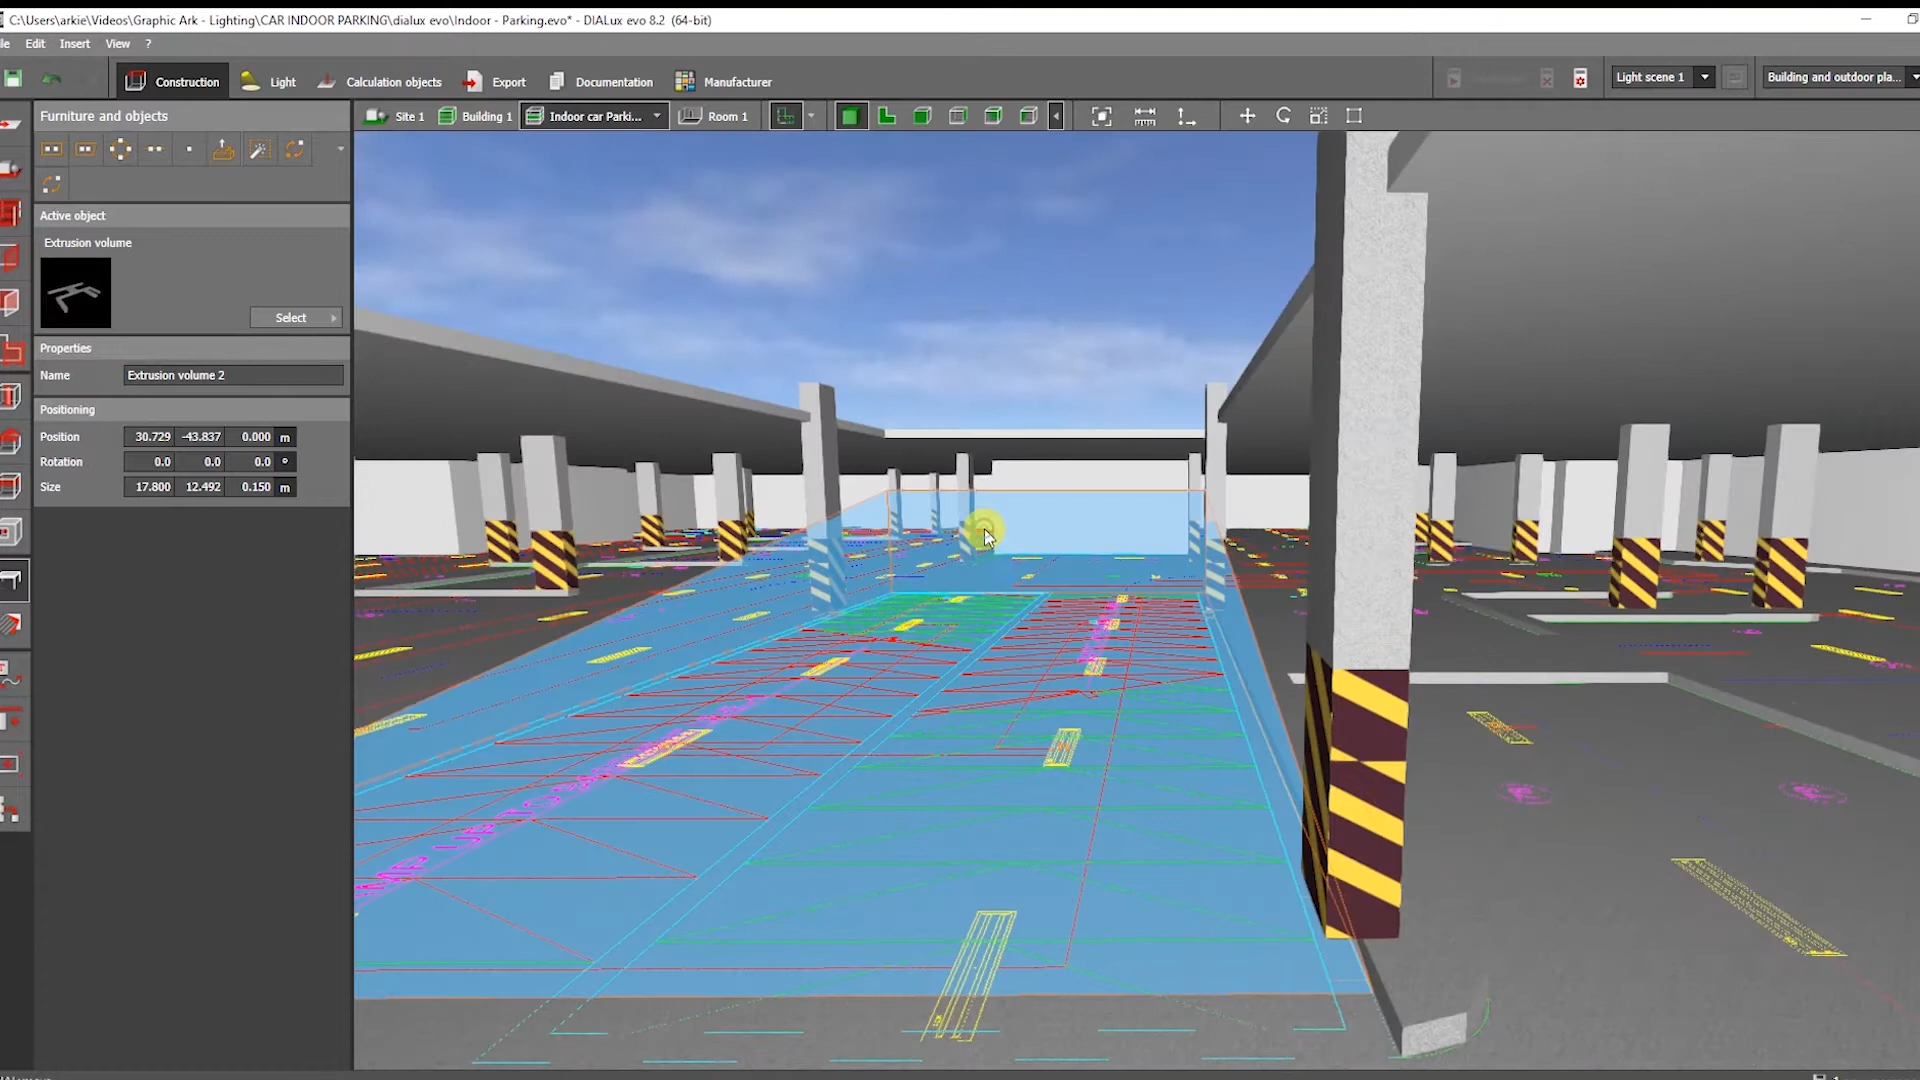 C:\Users\arkie\Videos\Graphic Ark - Lighting\CAR INDOOR PARKING\dialux evo\Indoor - Parking.evo* - DIALux evo 8.2 (64-bit)
Edit Insert View ?
Construction Light Calculation objects Export Documentation Manufacturer
Light scene 1 Building and outdoor pla...
Furniture and objects
Site 1 Building 1 Indoor car Parki... Room 1
Active object
Extrusion volume
Select
Properties
Name Extrusion volume 2
Positioning
Position 30.729 -43.837 0.000 m
Rotation 0.0 0.0 0.0 °
Size 17.800 12.492 0.150 m